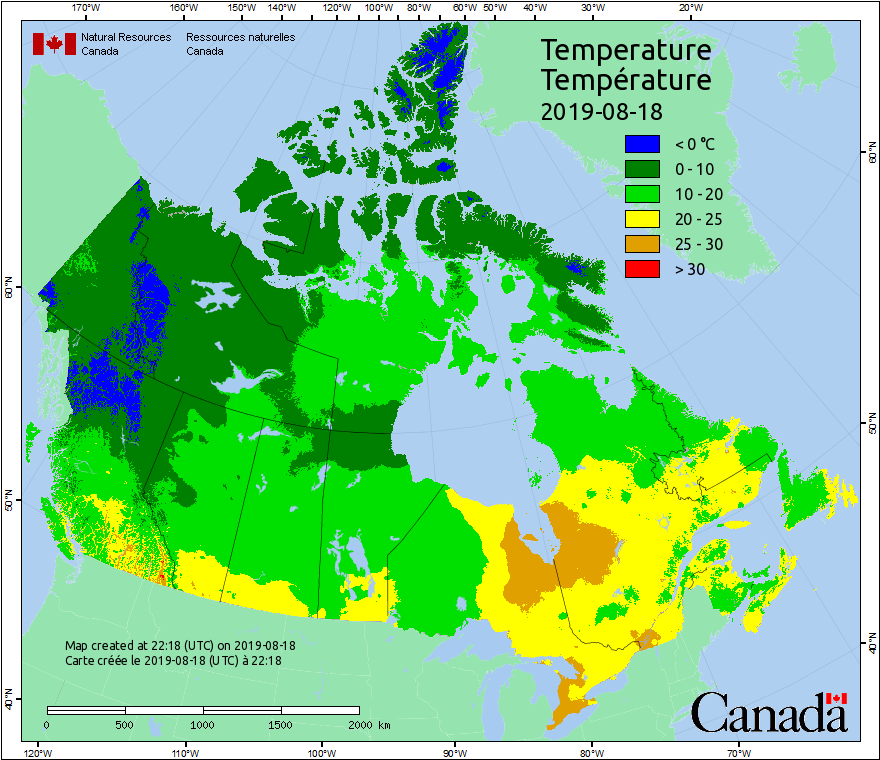 170°W 160°W 150°W 140°W 130°W 120°W 110°W 100°W 80°W 60°W 50°W 40°W 30°W 20°W
Natural Resources Ressources naturelles
Canada Canada
Temperature
Température
2019-08-18
< 0 °C
0 - 10
10 - 20
20 - 25
25 - 30
> 30
60°N
60°N
50°N
50°N
40°N
40°N
Map created at 22:18 (UTC) on 2019-08-18
Carte créée le 2019-08-18 (UTC) à 22:18
0 500 1000 1500 2000 km
Canada
120°W 110°W 100°W 90°W 80°W 70°W